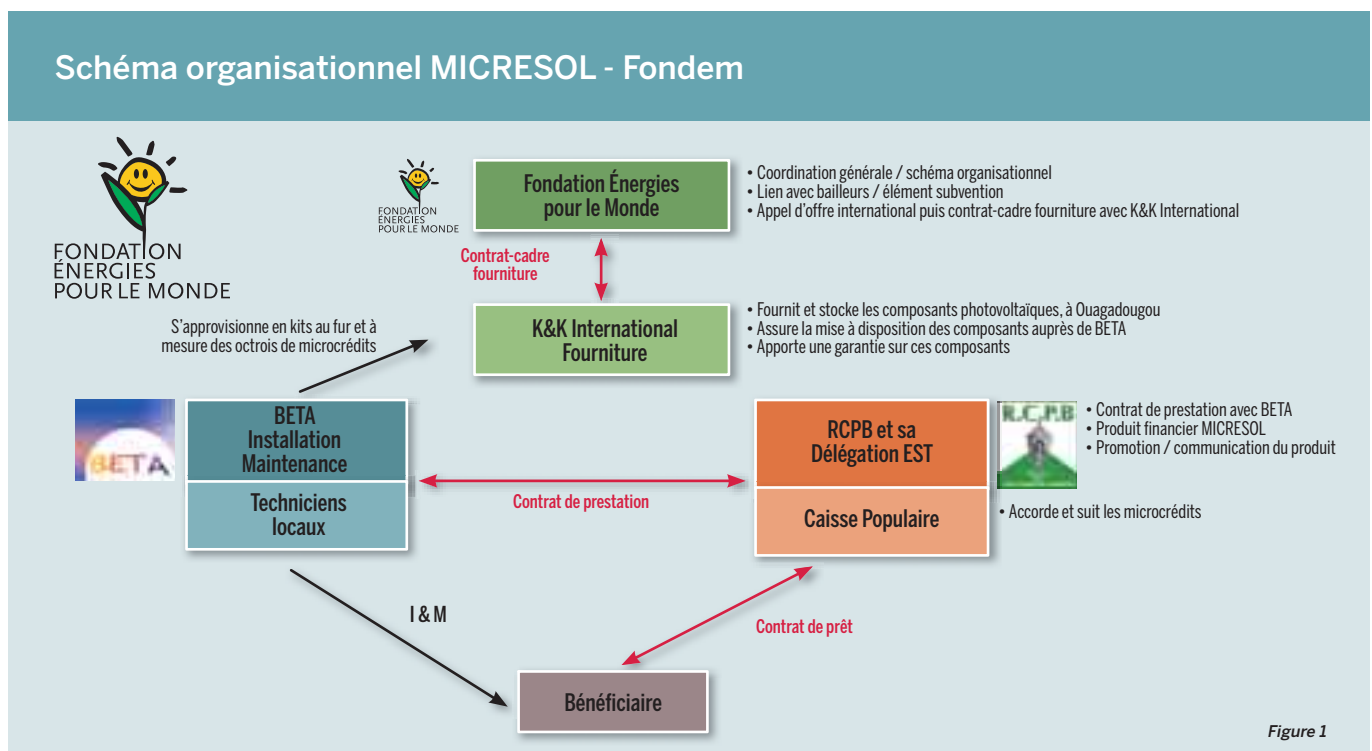 Schéma organisationnel MICRESOL - Fondem
FONDATION
ÉNERGIES
POUR LE MONDE
FONDATION
ÉNERGIES
POUR LE MONDE
Fondation Énergies
pour le Monde
• Coordination générale / schéma organisationnel
• Lien avec bailleurs / elément subvention
• Appel d'offre international puis contrat-cadre fourniture avec K&K International
Contrat-cadre
fourniture
S'approvisionne en kits au fur et à
mesure des octrois de microcrédits
K&K International
Fourniture
• Fournit et stocke les composants photovoltaïques, à Ouagadougou
• Assure la mise à disposition des composants auprès de BETA
• Apporte une garantie sur ces composants
BETA
BETA
Installation
Maintenance
Techniciens
locaux
Contrat de prestation
RCPB et sa
Délégation EST
Caisse Populaire
R.C.P.B
• Contrat de prestation avec BETA
• Produit financier MICRESOL
• Promotion / communication du produit
• Accorde et suit les microcrédits
I & M
Contrat de prêt
Bénéficiaire
Figure 1